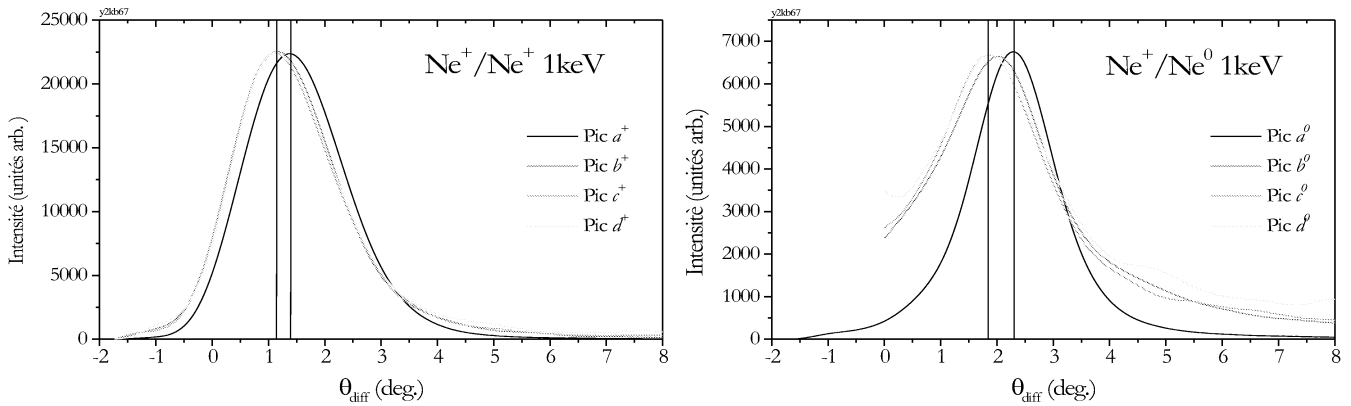 y2kb67
Ne+/Ne+ 1keV
Pic a+
Pic b+
Pic c+
Pic d+
Intensité (unités arb.)
25000
20000
15000
10000
5000
0
-2 -1 0 1 2 3 4 5 6 7 8
θdiff (deg.)
y2kb67
Ne+/Ne0 1keV
Pic a0
Pic b0
Pic c0
Pic d0
Intensitè (unités arb.)
7000
6000
5000
4000
3000
2000
1000
0
-2 -1 0 1 2 3 4 5 6 7 8
θdiff (deg.)